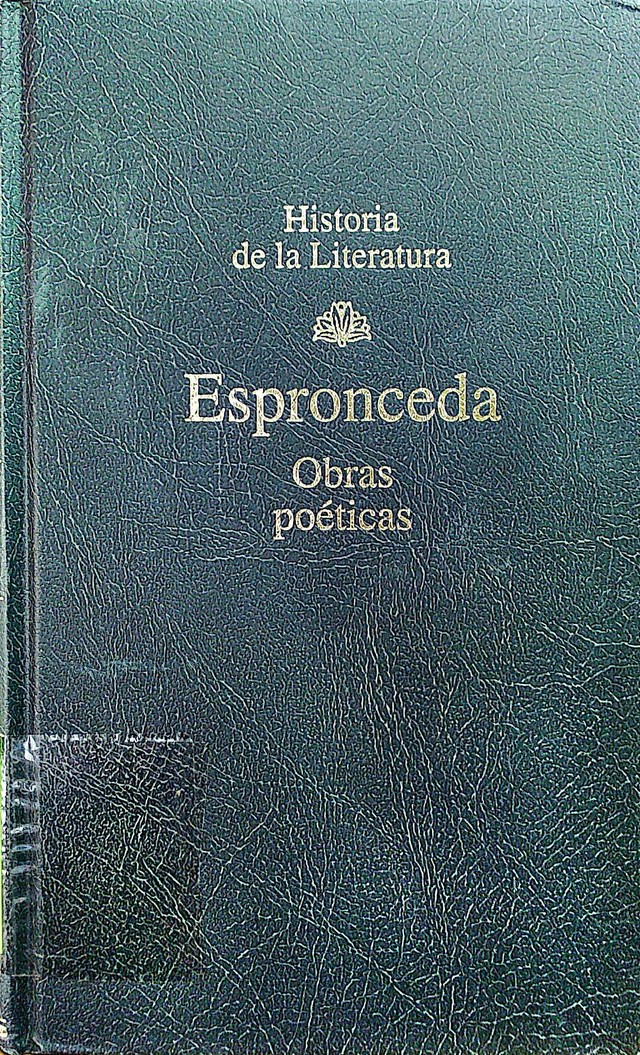 Historia
de la Literatura
Espronceda
Obras
poéticas